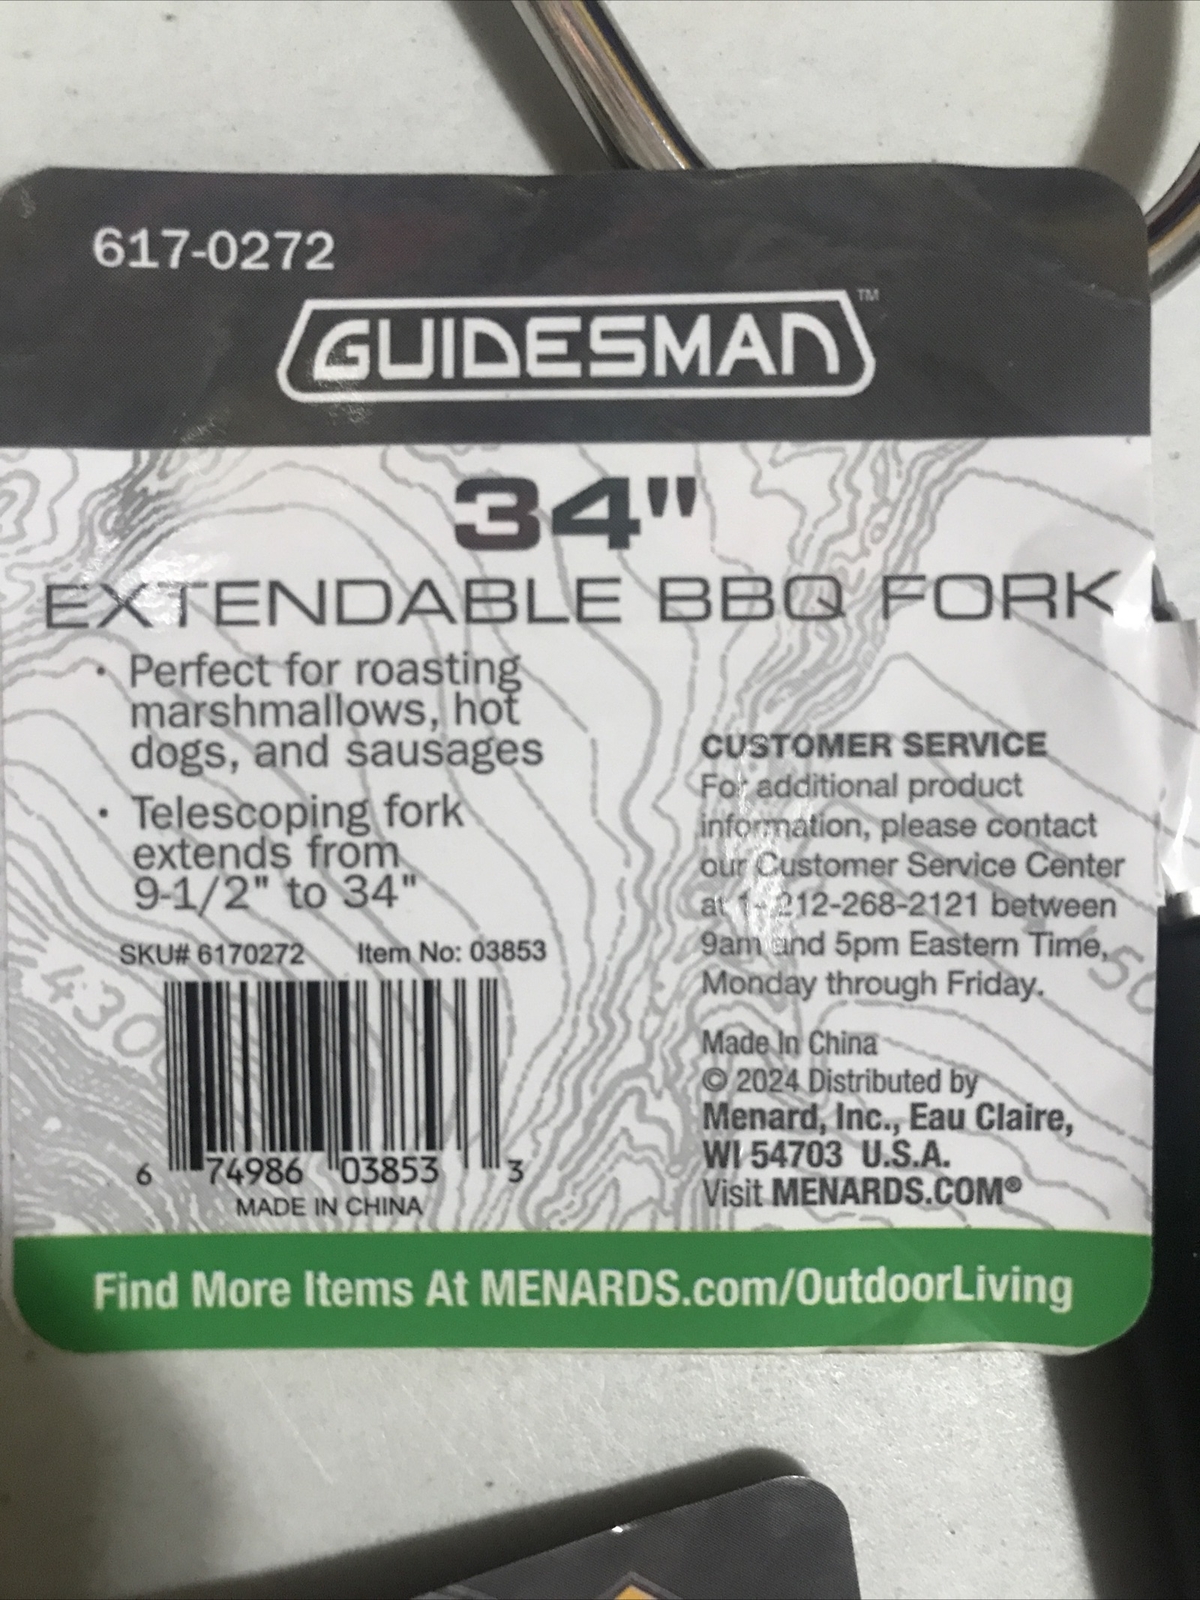 617-0272
GUIDESMAN™
34"
EXTENDABLE BBQ FORK
• Perfect for roasting
marshmallows, hot
dogs, and sausages
• Telescoping fork
extends from
9-1/2" to 34"
SKU# 6170272 Item No: 03853
6 74986 03853 3
MADE IN CHINA
CUSTOMER SERVICE
For additional product
information, please contact
our Customer Service Center
at 1- 212-268-2121 between
9am and 5pm Eastern Time,
Monday through Friday.
Made In China
© 2024 Distributed by
Menard, Inc., Eau Claire,
WI 54703 U.S.A.
Visit MENARDS.COM®
430
450
Find More Items At MENARDS.com/OutdoorLiving